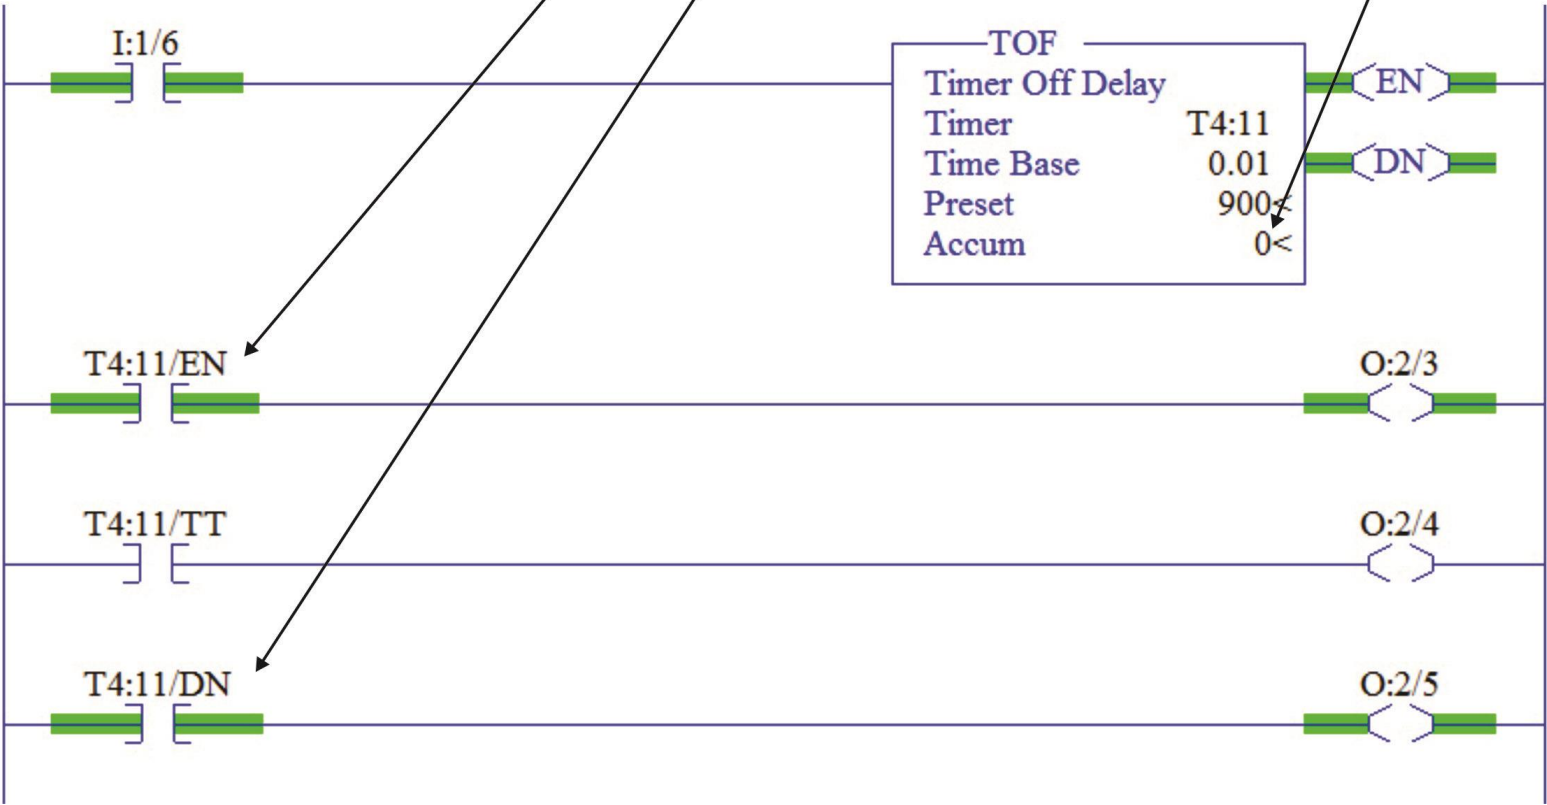 I:1/6
TOF
Timer Off Delay
EN
Timer T4:11
Time Base 0.01
DN
Preset 900<
Accum 0<
T4:11/EN
O:2/3
T4:11/TT
O:2/4
T4:11/DN
O:2/5